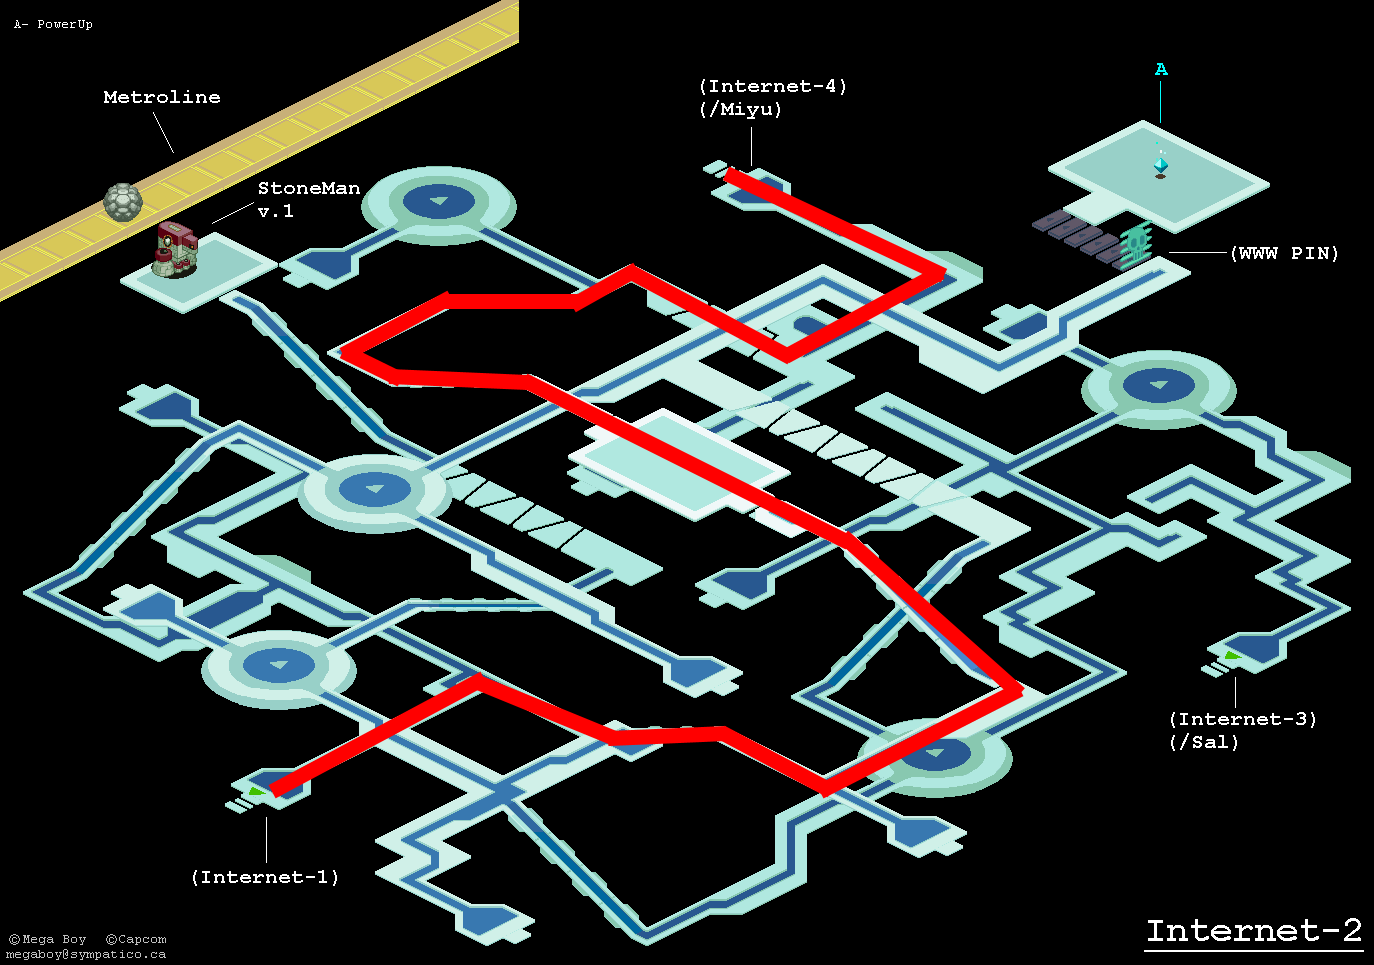 A- PowerUp
Metroline
StoneMan
v.1
(Internet-4)
(/Miyu)
A
(WWW PIN)
(Internet-3)
(/Sal)
(Internet-1)
Internet-2
©Mega Boy ©Capcom
megaboy@sympatico.ca